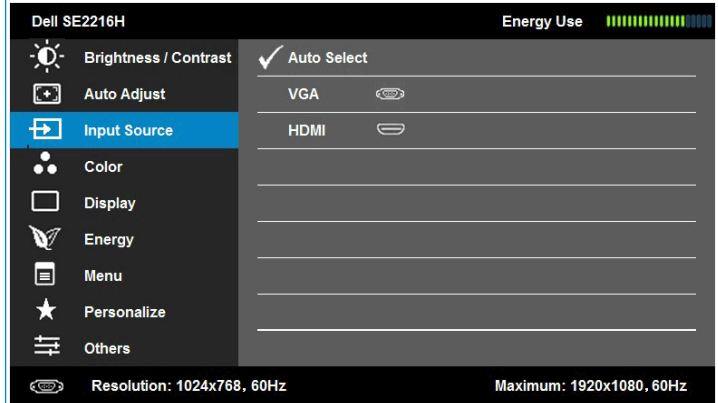 Dell SE2216H Energy Use
Brightness / Contrast Auto Select
Auto Adjust VGA
Input Source HDMI
Color
Display
Energy
Menu
Personalize
Others
Resolution: 1024x768, 60Hz Maximum: 1920x1080, 60Hz